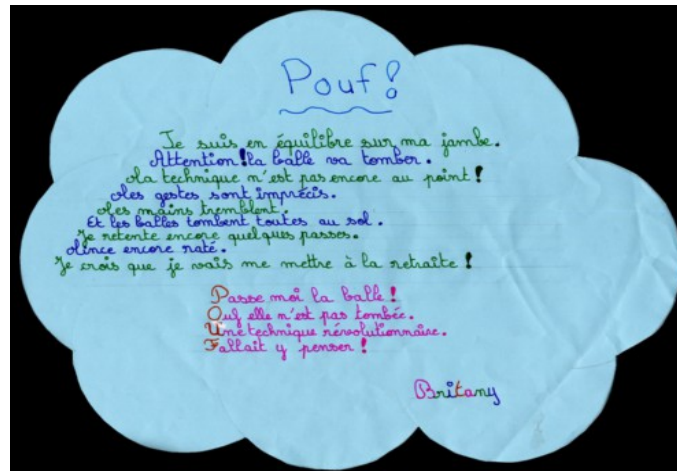 Pouf !
Je suis en équilibre sur ma jambe.
Attention ! la balle va tomber.
La technique n'est pas encore au point !
Les gestes sont imprécis.
Les mains tremblent.
Et les balles tombent toutes au sol.
Je retente encore quelques passes.
Mince encore raté.
Je crois que je vais me mettre à la retraite !
Passe moi la balle !
Ouf elle n'est pas tombée.
Une technique révolutionnaire.
Fallait y penser !
Britany